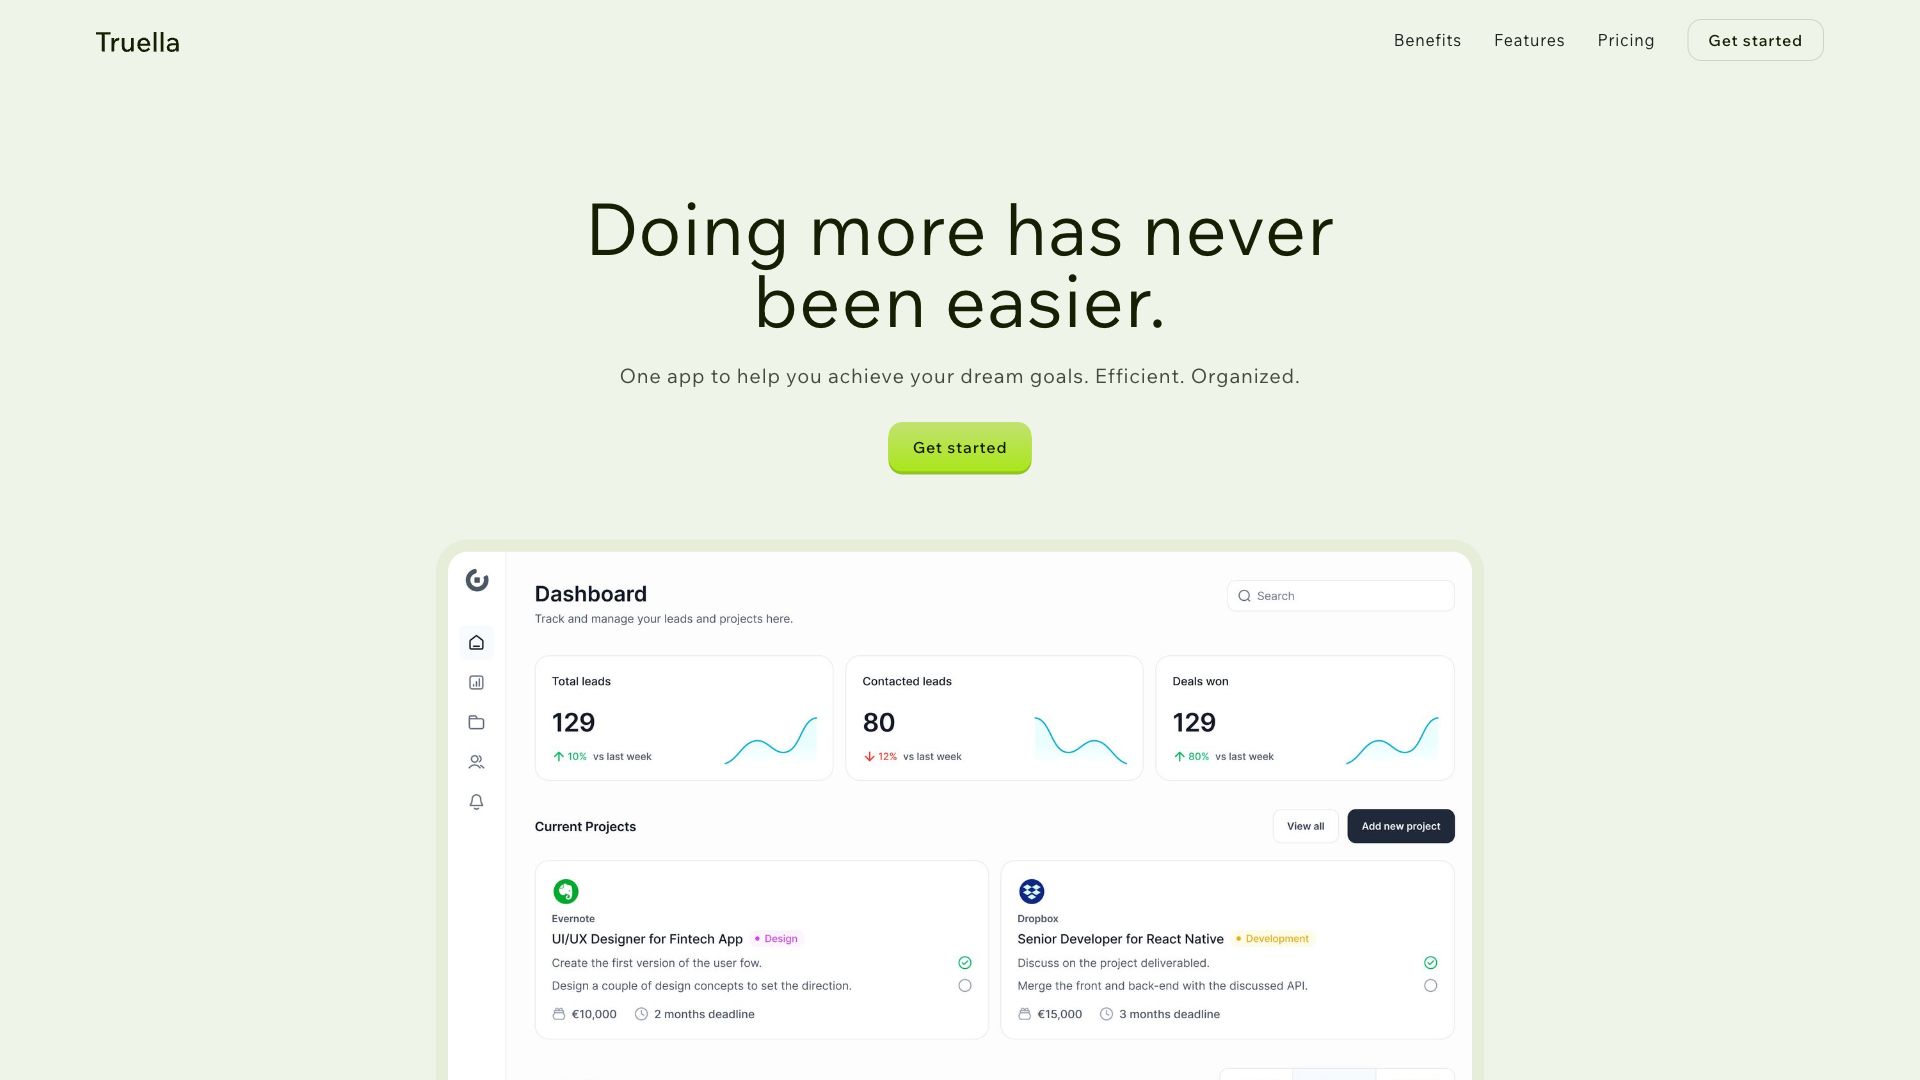 Truella
Benefits
Features
Pricing
Get started
Doing more has never
been easier.
One app to help you achieve your dream goals. Efficient. Organized.
Get started
Dashboard
Search
Track and manage your leads and projects here.
Total leads
129
10% vs last week
Contacted leads
80
12% vs last week
Deals won
129
80% vs last week
Current Projects
View all
Add new project
Evernote
UI/UX Designer for Fintech App
Design
Create the first version of the user fow.
Design a couple of design concepts to set the direction.
€10,000
2 months deadline
Dropbox
Senior Developer for React Native
Development
Discuss on the project deliverabled.
Merge the front and back-end with the discussed API.
€15,000
3 months deadline